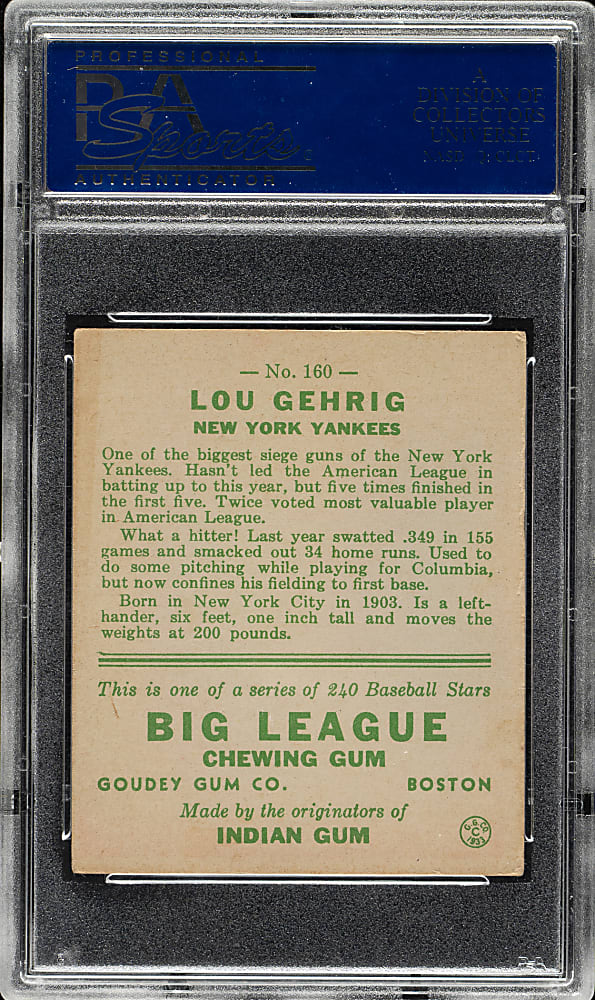 PROFESSIONAL
PSA
Sports
AUTHENTICATOR
A
DIVISION OF
COLLECTORS
UNIVERSE
— No. 160 —
LOU GEHRIG
NEW YORK YANKEES
One of the biggest siege guns of the New York
Yankees. Hasn't led the American League in
batting up to this year, but five times finished in
the first five. Twice voted most valuable player
in American League.
What a hitter! Last year swatted .349 in 155
games and smacked out 34 home runs. Used to
do some pitching while playing for Columbia,
but now confines his fielding to first base.
Born in New York City in 1903. Is a left-
hander, six feet, one inch tall and moves the
weights at 200 pounds.
This is one of a series of 240 Baseball Stars
BIG LEAGUE
CHEWING GUM
GOUDEY GUM CO. BOSTON
Made by the originators of
INDIAN GUM
G.G.CO.
C
1933